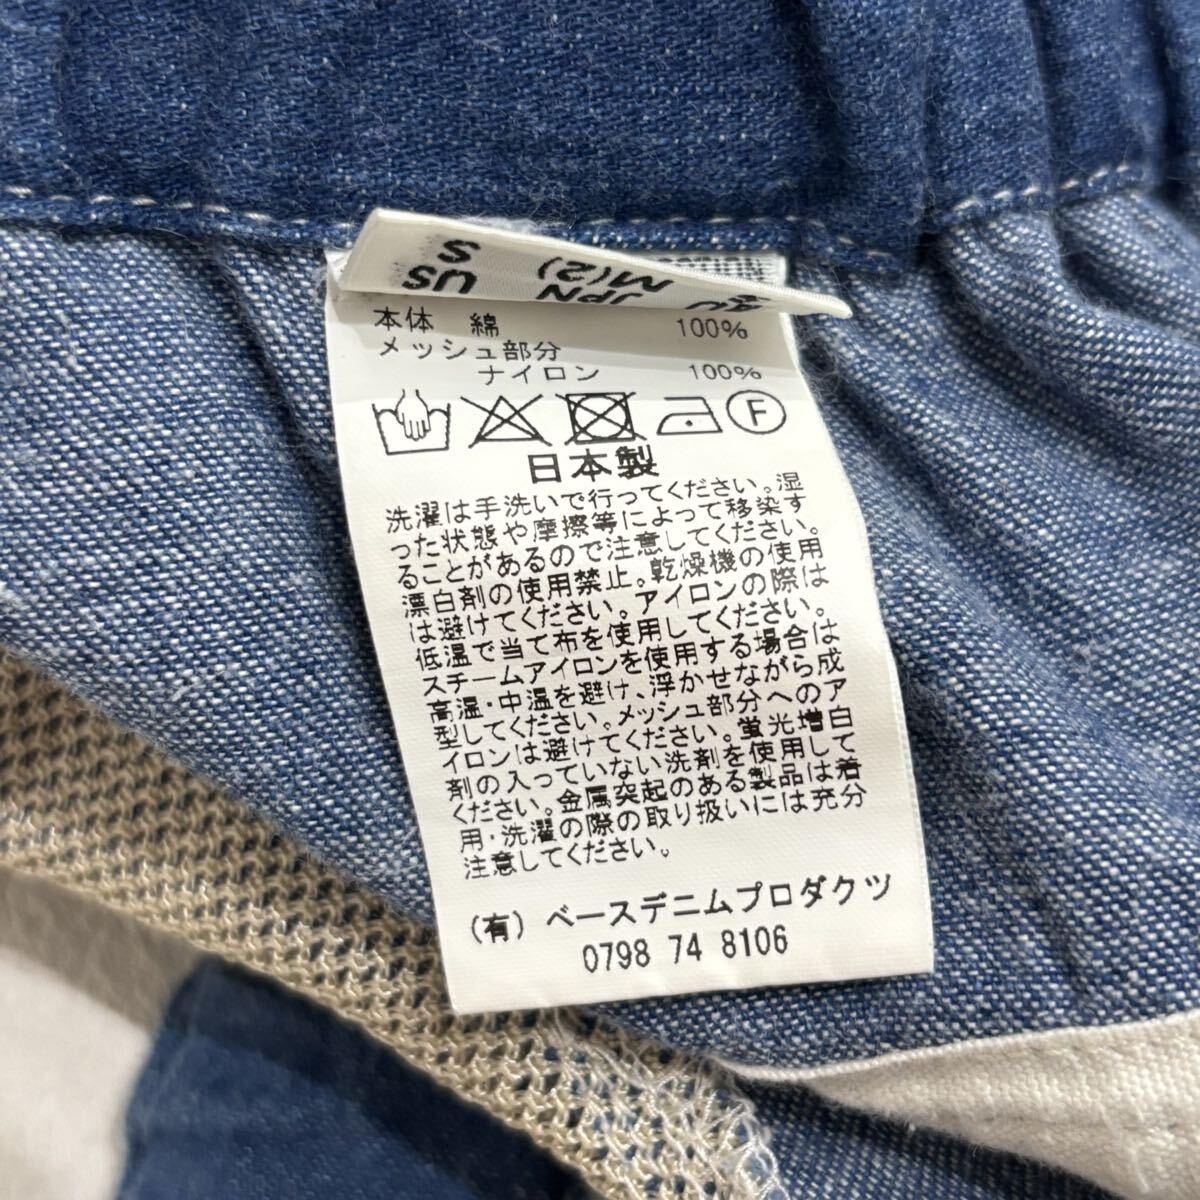 S M(2)
US JPN
本体 綿 100%
メッシュ部分
ナイロン 100%
F
日本製
洗濯は手洗いで行ってください。湿
った状態や摩擦等によって移染す
ることがあるので注意してください。
漂白剤の使用禁止。乾燥機の使用
は避けてください。アイロンの際は
低温で当て布を使用してください。
スチームアイロンを使用する場合は
高温・中温を避け、浮かせながら成
型してください。メッシュ部分へのア
イロンは避けてください。蛍光増白
剤の入っていない洗剤を使用して
ください。金属突起のある製品は着
用・洗濯の際の取り扱いには充分
注意してください。
(有) ベースデニムプロダクツ
0798 74 8106